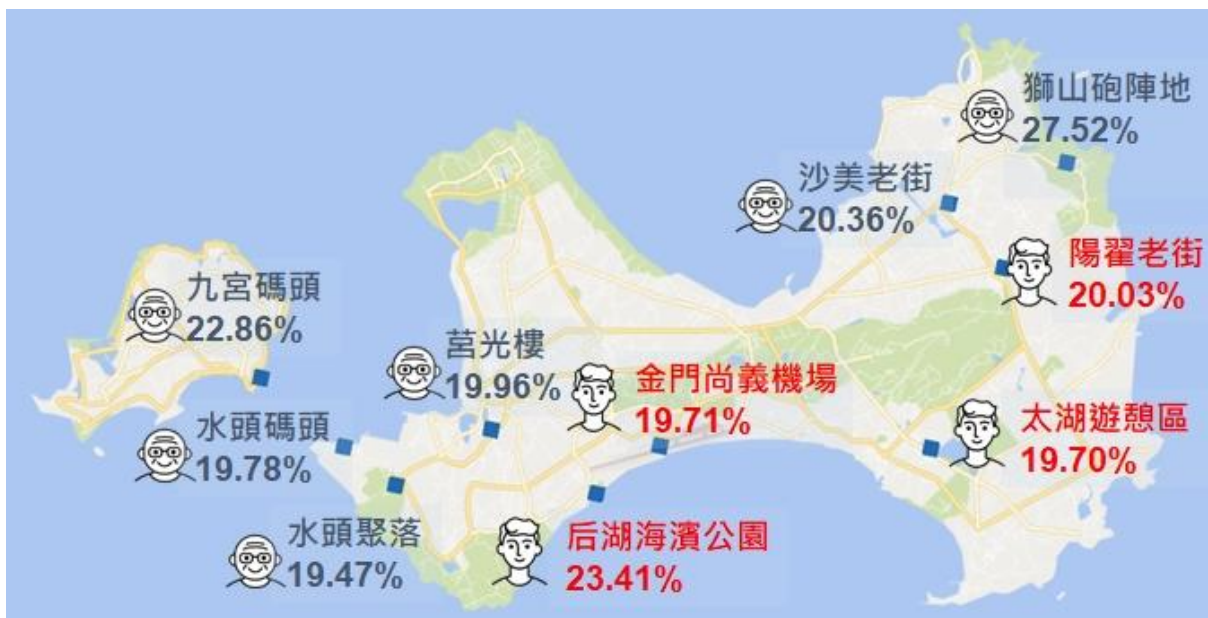 獅山砲陣地
27.52%
沙美老街
20.36%
陽翟老街
20.03%
九宮碼頭
22.86%
莒光樓
19.96%
金門尚義機場
19.71%
太湖遊憩區
19.70%
水頭碼頭
19.78%
水頭聚落
19.47%
后湖海濱公園
23.41%